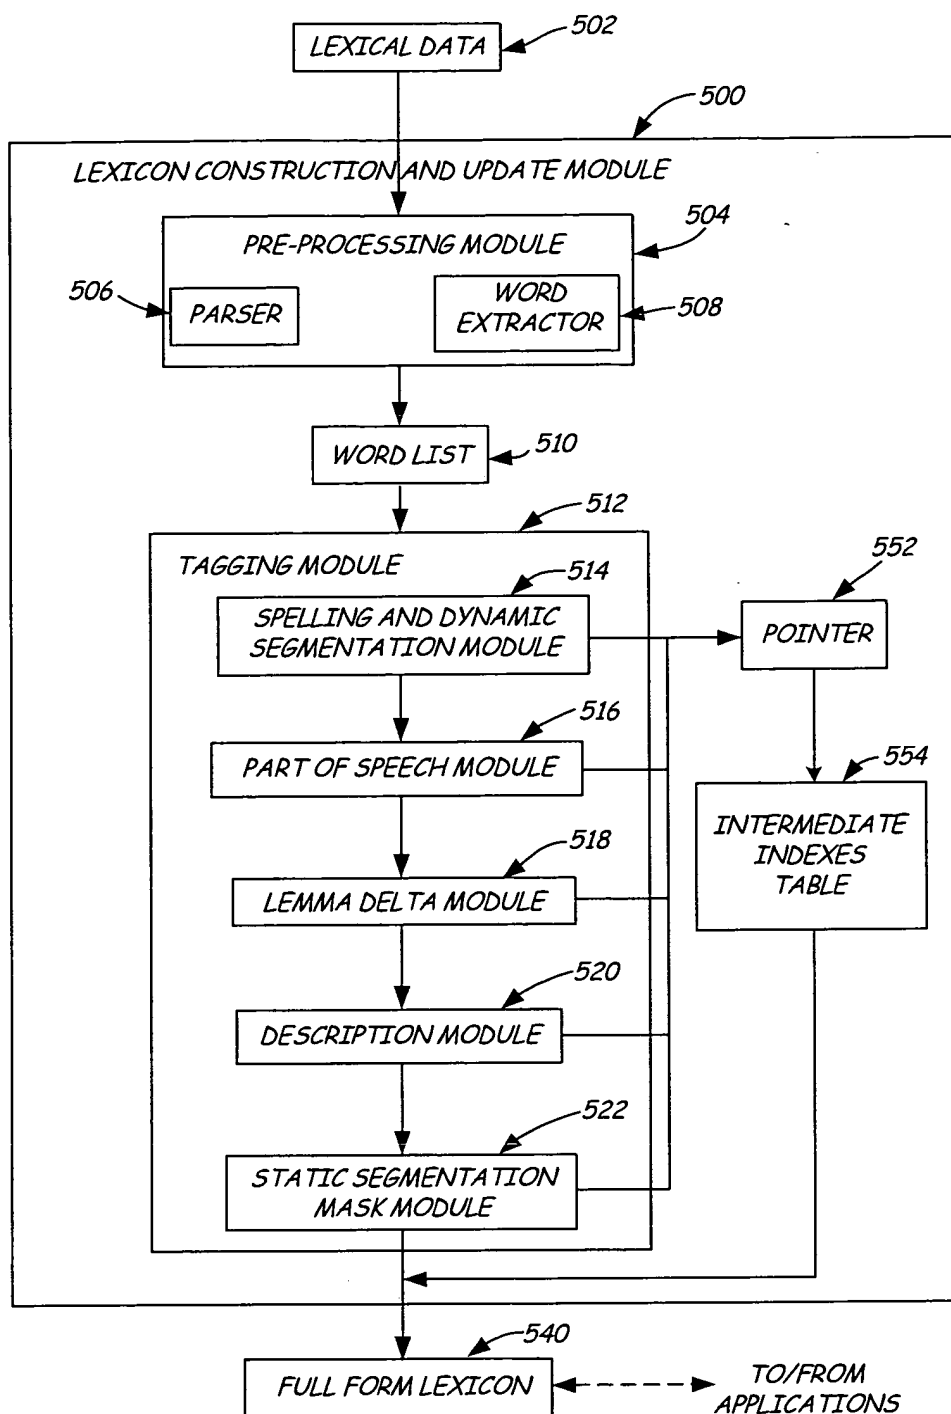 502
LEXICAL DATA
500
LEXICON CONSTRUCTION AND UPDATE MODULE
504
PRE-PROCESSING MODULE
506
PARSER
WORD
EXTRACTOR
508
WORD LIST
510
512
TAGGING MODULE
514
SPELLING AND DYNAMIC
SEGMENTATION MODULE
552
POINTER
516
PART OF SPEECH MODULE
554
INTERMEDIATE
INDEXES
TABLE
518
LEMMA DELTA MODULE
520
DESCRIPTION MODULE
522
STATIC SEGMENTATION
MASK MODULE
540
FULL FORM LEXICON
TO/FROM
APPLICATIONS